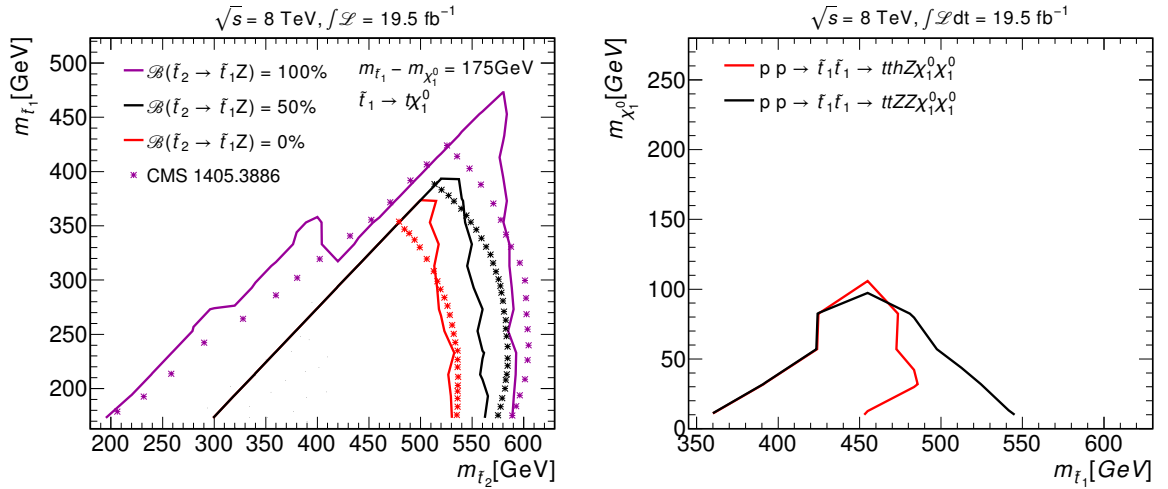 √s = 8 TeV, ∫ℒ = 19.5 fb⁻¹
m_t̃₁[GeV]
500
450
400
350
300
250
200
ℬ(t̃₂ → t̃₁Z) = 100%
ℬ(t̃₂ → t̃₁Z) = 50%
ℬ(t̃₂ → t̃₁Z) = 0%
CMS 1405.3886
m_t̃₁ − m_χ₁⁰ = 175GeV
t̃₁ → tχ₁⁰
200 250 300 350 400 450 500 550 600
m_t̃₂[GeV]
√s = 8 TeV, ∫ℒdt = 19.5 fb⁻¹
m_χ₁⁰[GeV]
250
200
150
100
50
0
p p → t̃₁t̃₁ → tthZχ₁⁰χ₁⁰
p p → t̃₁t̃₁ → ttZZχ₁⁰χ₁⁰
350 400 450 500 550 600
m_t̃₁[GeV]